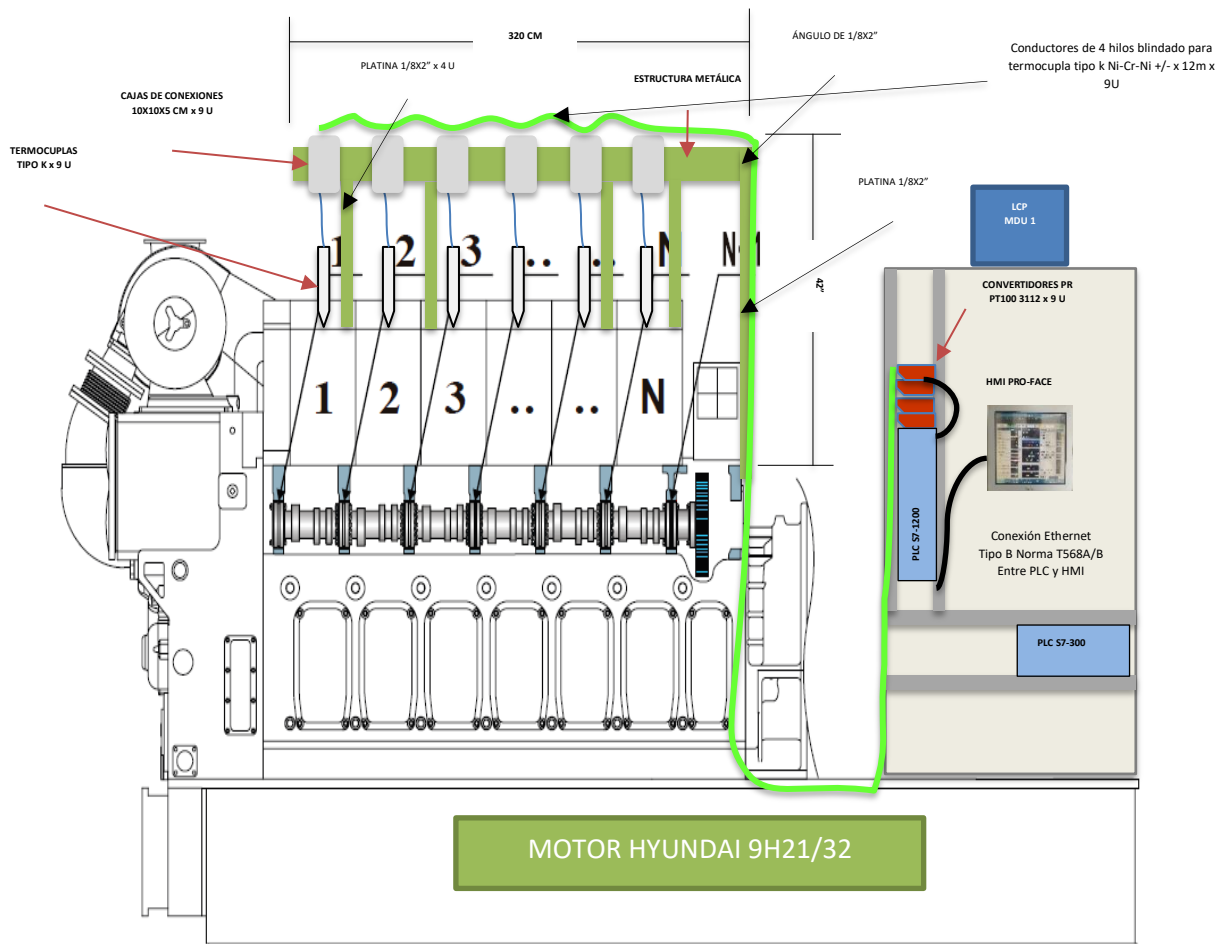 320 CM
ÁNGULO DE 1/8X2”
Conductores de 4 hilos blindado para
termocupla tipo k Ni-Cr-Ni +/- x 12m x
9U
PLATINA 1/8X2” x 4 U
ESTRUCTURA METÁLICA
CAJAS DE CONEXIONES
10X10X5 CM x 9 U
TERMOCUPLAS
TIPO K x 9 U
PLATINA 1/8X2”
LCP
MDU 1
1
2
3
..
..
N
42”
CONVERTIDORES PR
PT100 3112 x 9 U
HMI PRO-FACE
1
2
3
..
..
N
PLC S7-1200
Conexión Ethernet
Tipo B Norma T568A/B
Entre PLC y HMI
PLC S7-300
MOTOR HYUNDAI 9H21/32